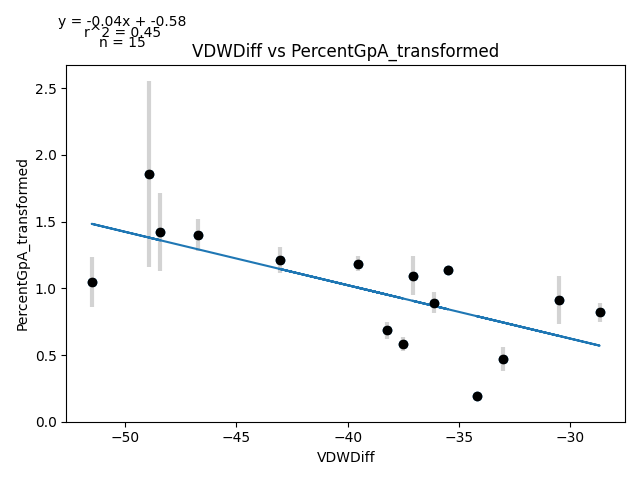 y = -0.04x + -0.58
r^2 = 0.45
n = 15
VDWDiff vs PercentGpA_transformed
PercentGpA_transformed
2.5
2.0
1.5
1.0
0.5
0.0
−50
−45
−40
−35
−30
VDWDiff